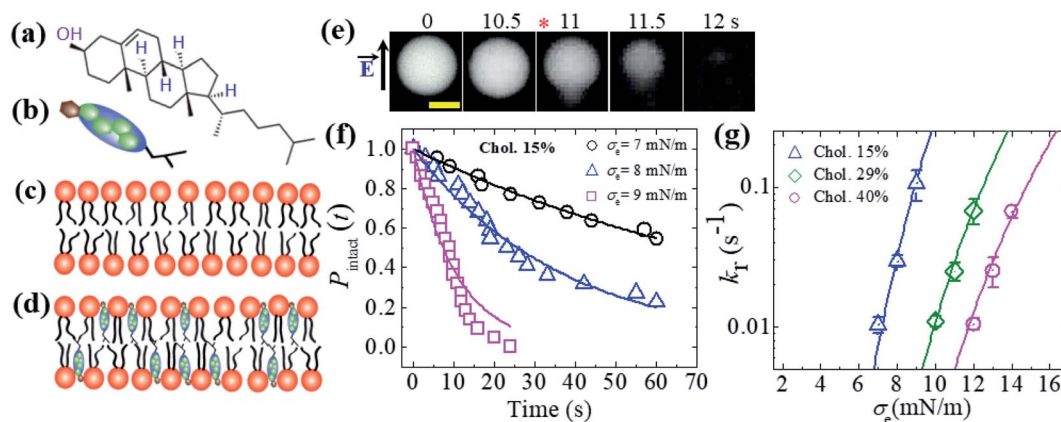 (a)
OH
H
H
H
H
(b)
(c)
(d)
(e)
0 10.5 * 11 11.5 12 s
E
(f)
Chol. 15%
σe = 7 mN/m
σe = 8 mN/m
σe = 9 mN/m
1.0
0.8
0.6
0.4
0.2
0.0
Pintact (t)
0 10 20 30 40 50 60 70
Time (s)
(g)
Chol. 15%
Chol. 29%
Chol. 40%
0.1
0.01
kr (s⁻¹)
2 4 6 8 10 12 14 16
σe(mN/m)